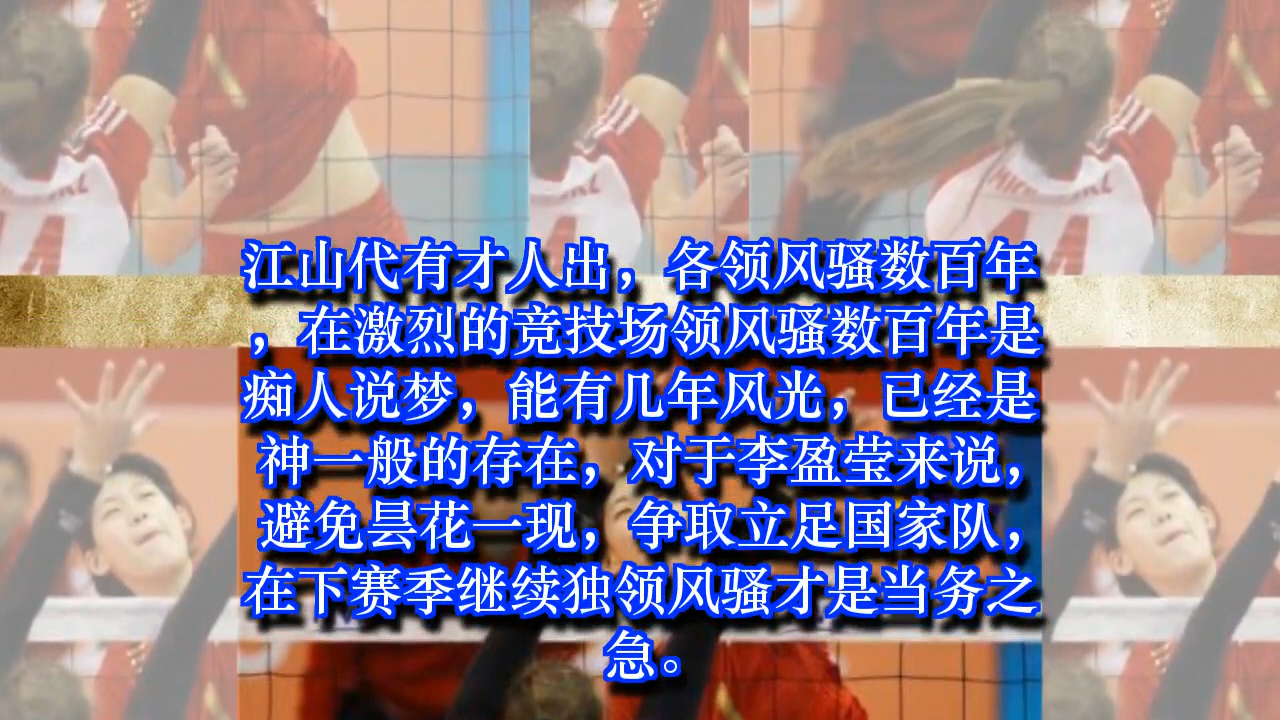 江山代有才人出，各领风骚数百年
，在激烈的竞技场领风骚数百年是
痴人说梦，能有几年风光，已经是
神一般的存在，对于李盈莹来说，
避免昙花一现，争取立足国家队，
在下赛季继续独领风骚才是当务之
急。